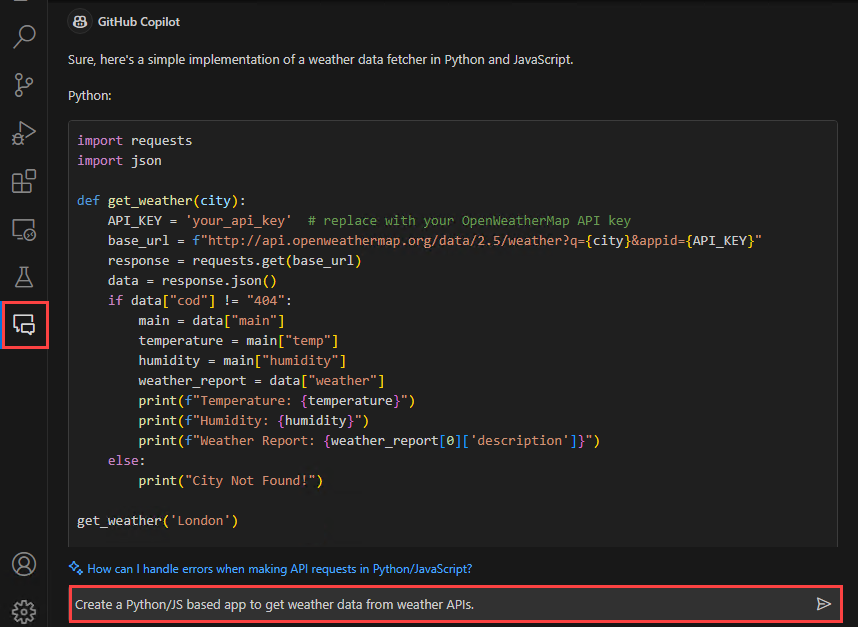 GitHub Copilot
Sure, here's a simple implementation of a weather data fetcher in Python and JavaScript.
Python:
import requests
import json
def get_weather(city):
    API_KEY = 'your_api_key'  # replace with your OpenWeatherMap API key
    base_url = f"http://api.openweathermap.org/data/2.5/weather?q={city}&appid={API_KEY}"
    response = requests.get(base_url)
    data = response.json()
    if data["cod"] != "404":
        main = data["main"]
        temperature = main["temp"]
        humidity = main["humidity"]
        weather_report = data["weather"]
        print(f"Temperature: {temperature}")
        print(f"Humidity: {humidity}")
        print(f"Weather Report: {weather_report[0]['description']}")
    else:
        print("City Not Found!")
get_weather('London')
How can I handle errors when making API requests in Python/JavaScript?
Create a Python/JS based app to get weather data from weather APIs.